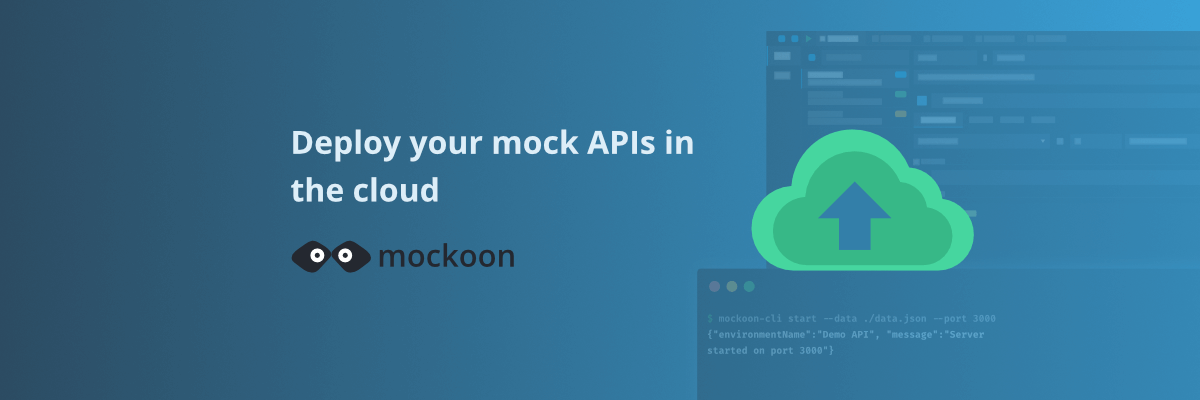 Deploy your mock APIs in
the cloud
mockoon
$ mockoon-cli start --data ./data.json --port 3000
{"environmentName":"Demo API", "message":"Server
started on port 3000"}